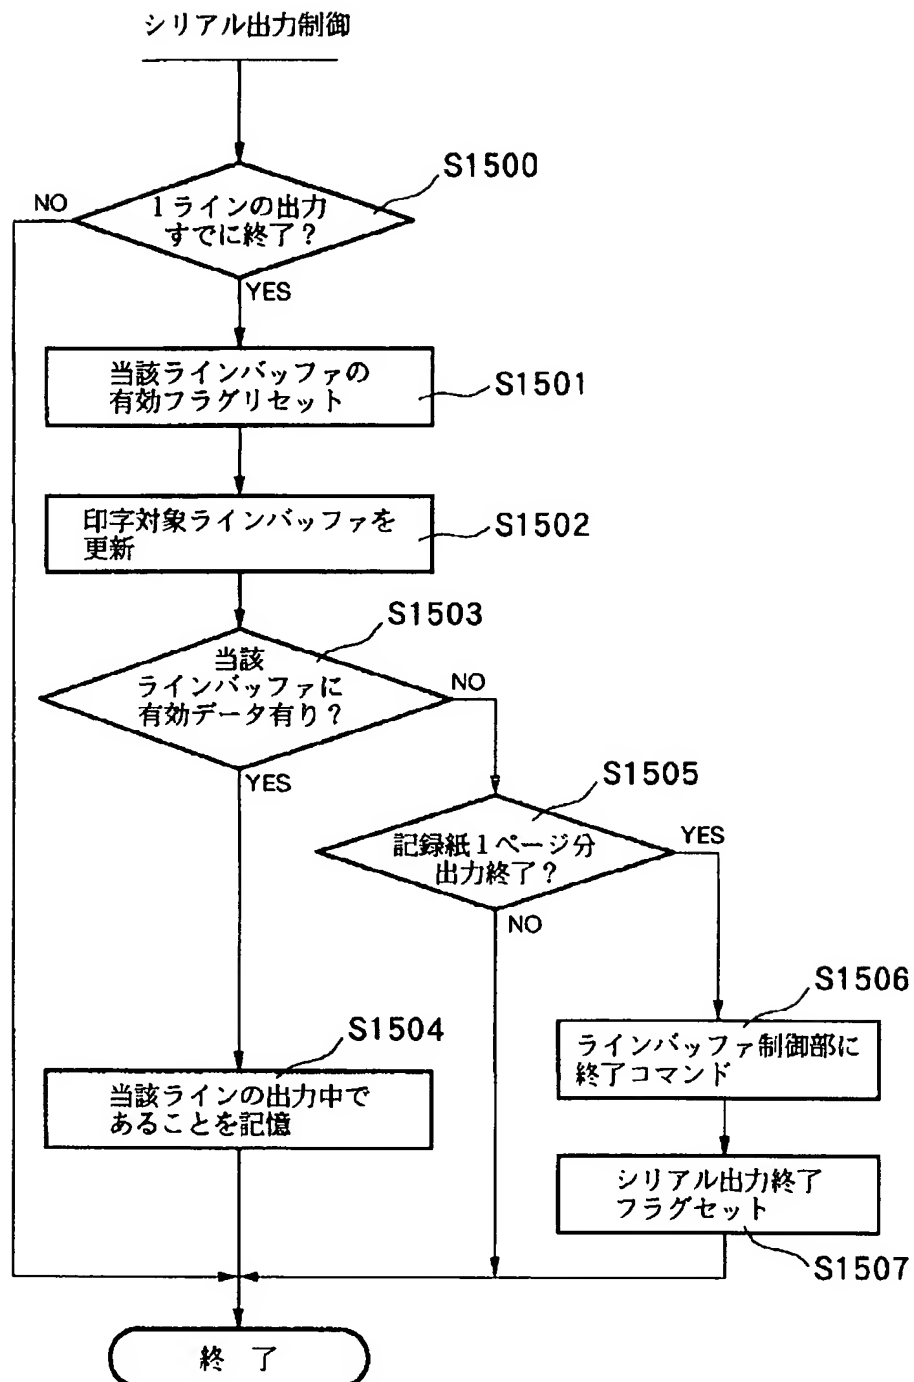 シリアル出力制御
S1500
NO
1ラインの出力
すでに終了?
YES
当該ラインバッファの
有効フラグリセット
S1501
印字対象ラインバッファを
更新
S1502
S1503
当該
ラインバッファに
有効データ有り?
NO
YES
S1505
記録紙1ページ分
出力終了?
YES
NO
S1506
ラインバッファ制御部に
終了コマンド
S1504
当該ラインの出力中で
あることを記憶
シリアル出力終了
フラグセット
S1507
終 了